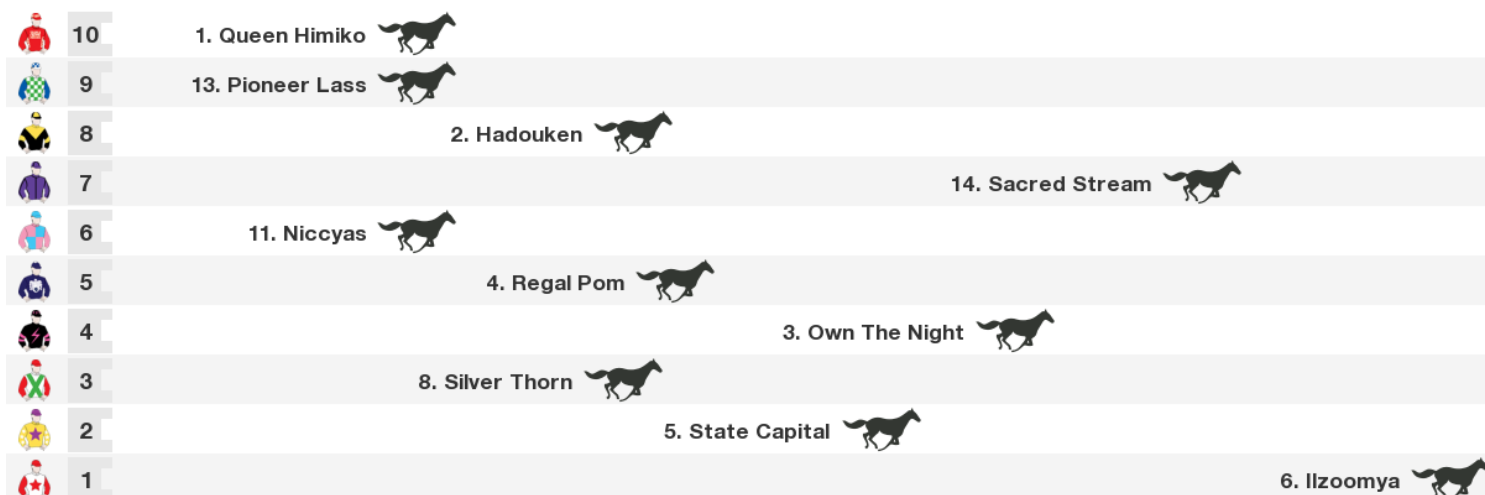 10 1. Queen Himiko
9 13. Pioneer Lass
8 2. Hadouken
7 14. Sacred Stream
6 11. Niccyas
5 4. Regal Pom
4 3. Own The Night
3 8. Silver Thorn
2 5. State Capital
1 6. Ilzoomya